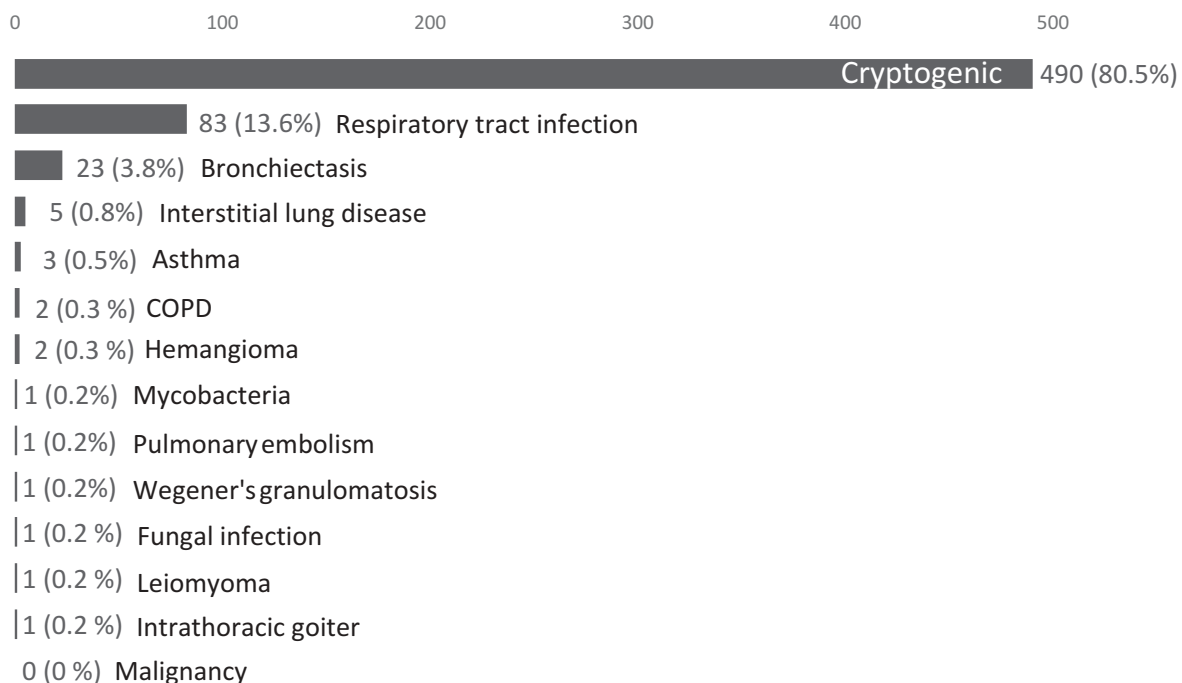 0 100 200 300 400 500
Cryptogenic 490 (80.5%)
83 (13.6%) Respiratory tract infection
23 (3.8%) Bronchiectasis
5 (0.8%) Interstitial lung disease
3 (0.5%) Asthma
2 (0.3 %) COPD
2 (0.3 %) Hemangioma
1 (0.2%) Mycobacteria
1 (0.2%) Pulmonary embolism
1 (0.2%) Wegener's granulomatosis
1 (0.2 %) Fungal infection
1 (0.2 %) Leiomyoma
1 (0.2 %) Intrathoracic goiter
0 (0 %) Malignancy